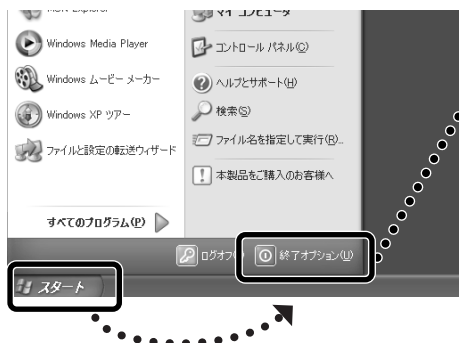 マイ コンピュータ
Windows Media Player
コントロール パネル(C)
Windows ムービー メーカー
ヘルプとサポート(H)
Windows XP ツアー
検索(S)
ファイルと設定の転送ウィザード
ファイル名を指定して実行(R)...
本製品をご購入のお客様へ
すべてのプログラム(P)
ログオフ
終了オプション(U)
スタート